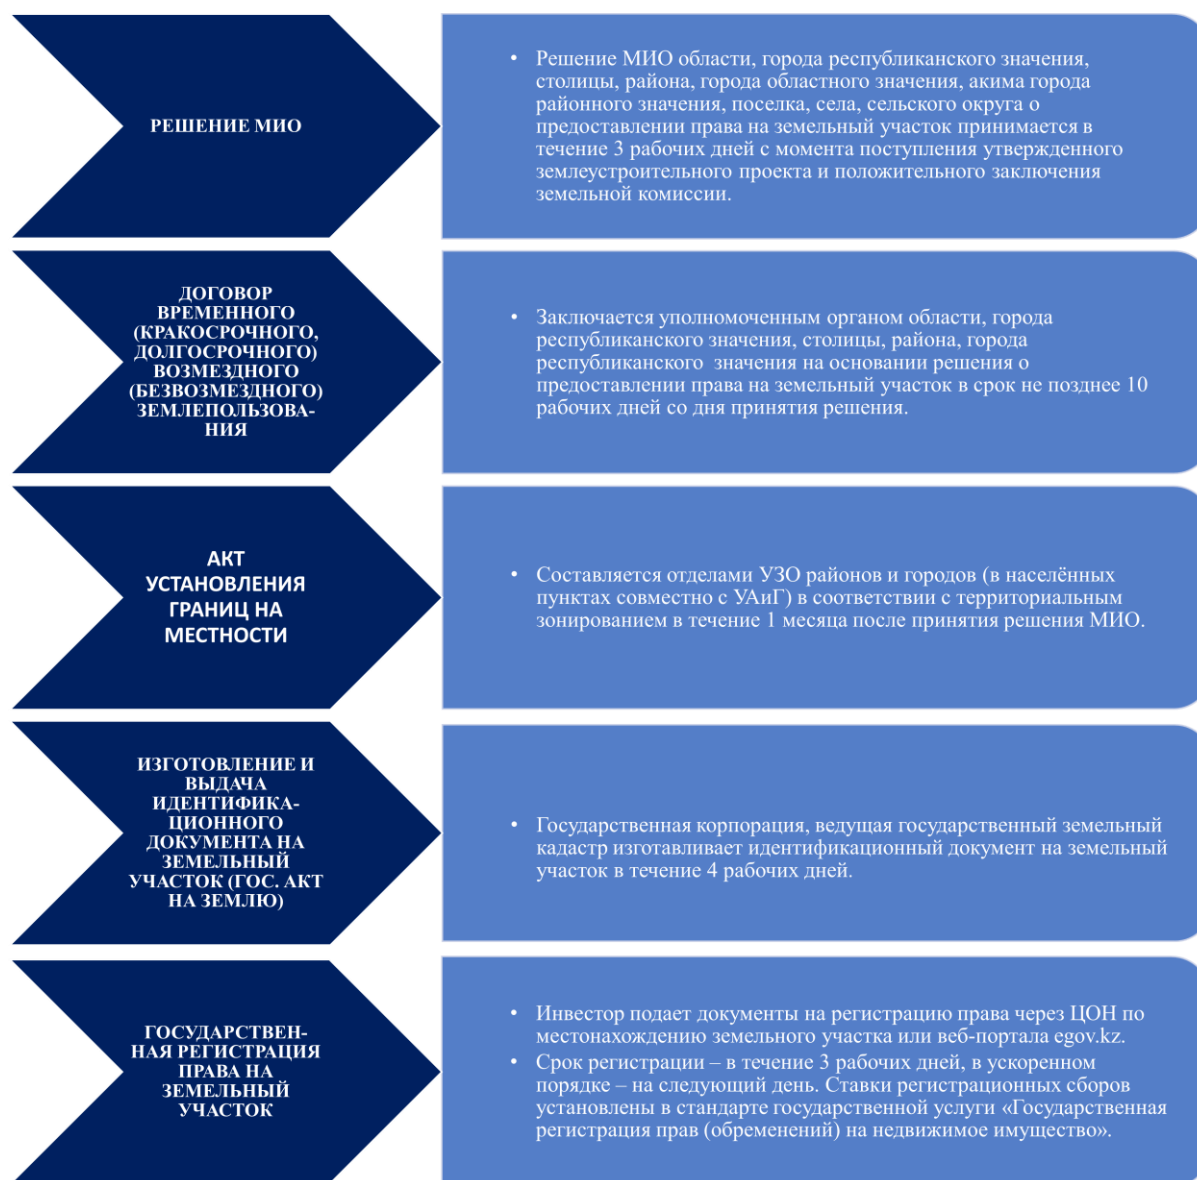 РЕШЕНИЕ МИО
• Решение МИО области, города республиканского значения,
столицы, района, города областного значения, акима города
районного значения, поселка, села, сельского округа о
предоставлении права на земельный участок принимается в
течение 3 рабочих дней с момента поступления утвержденного
землеустроительного проекта и положительного заключения
земельной комиссии.
ДОГОВОР
ВРЕМЕННОГО
(КРАКОСРОЧНОГО,
ДОЛГОСРОЧНОГО)
ВОЗМЕЗДНОГО
(БЕЗВОЗМЕЗДНОГО)
ЗЕМЛЕПОЛЬЗОВА-
НИЯ
• Заключается уполномоченным органом области, города
республиканского значения, столицы, района, города
республиканского значения на основании решения о
предоставлении права на земельный участок в срок не позднее 10
рабочих дней со дня принятия решения.
АКТ
УСТАНОВЛЕНИЯ
ГРАНИЦ НА
МЕСТНОСТИ
• Составляется отделами УЗО районов и городов (в населённых
пунктах совместно с УАиГ) в соответствии с территориальным
зонированием в течение 1 месяца после принятия решения МИО.
ИЗГОТОВЛЕНИЕ И
ВЫДАЧА
ИДЕНТИФИКА-
ЦИОННОГО
ДОКУМЕНТА НА
ЗЕМЕЛЬНЫЙ
УЧАСТОК (ГОС. АКТ
НА ЗЕМЛЮ)
• Государственная корпорация, ведущая государственный земельный
кадастр изготавливает идентификационный документ на земельный
участок в течение 4 рабочих дней.
ГОСУДАРСТВЕН-
НАЯ РЕГИСТРАЦИЯ
ПРАВА НА
ЗЕМЕЛЬНЫЙ
УЧАСТОК
• Инвестор подает документы на регистрацию права через ЦОН по
местонахождению земельного участка или веб-портала egov.kz.
• Срок регистрации – в течение 3 рабочих дней, в ускоренном
порядке – на следующий день. Ставки регистрационных сборов
установлены в стандарте государственной услуги «Государственная
регистрация прав (обременений) на недвижимое имущество».